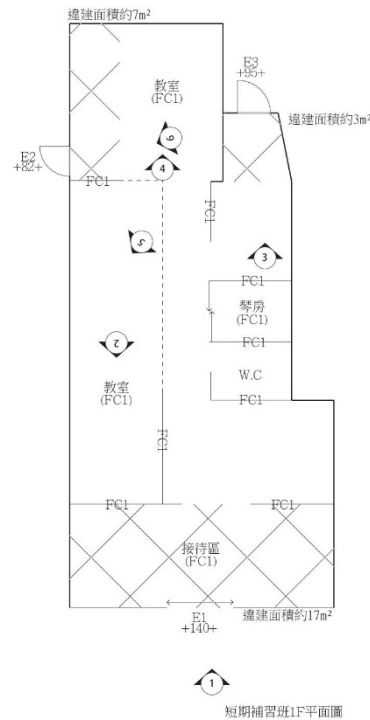 違建面積約7m²
教室
(FC1)
E3
+95+
違建面積約3m²
6
E2
+82+
4
FC1
FC1
5
3
FC1
琴房
(FC1)
2
FC1
W.C
教室
(FC1)
FC1
FC1
FC1
FC1
接待區
(FC1)
E1
+140+
違建面積約17m²
1
短期補習班1F平面圖